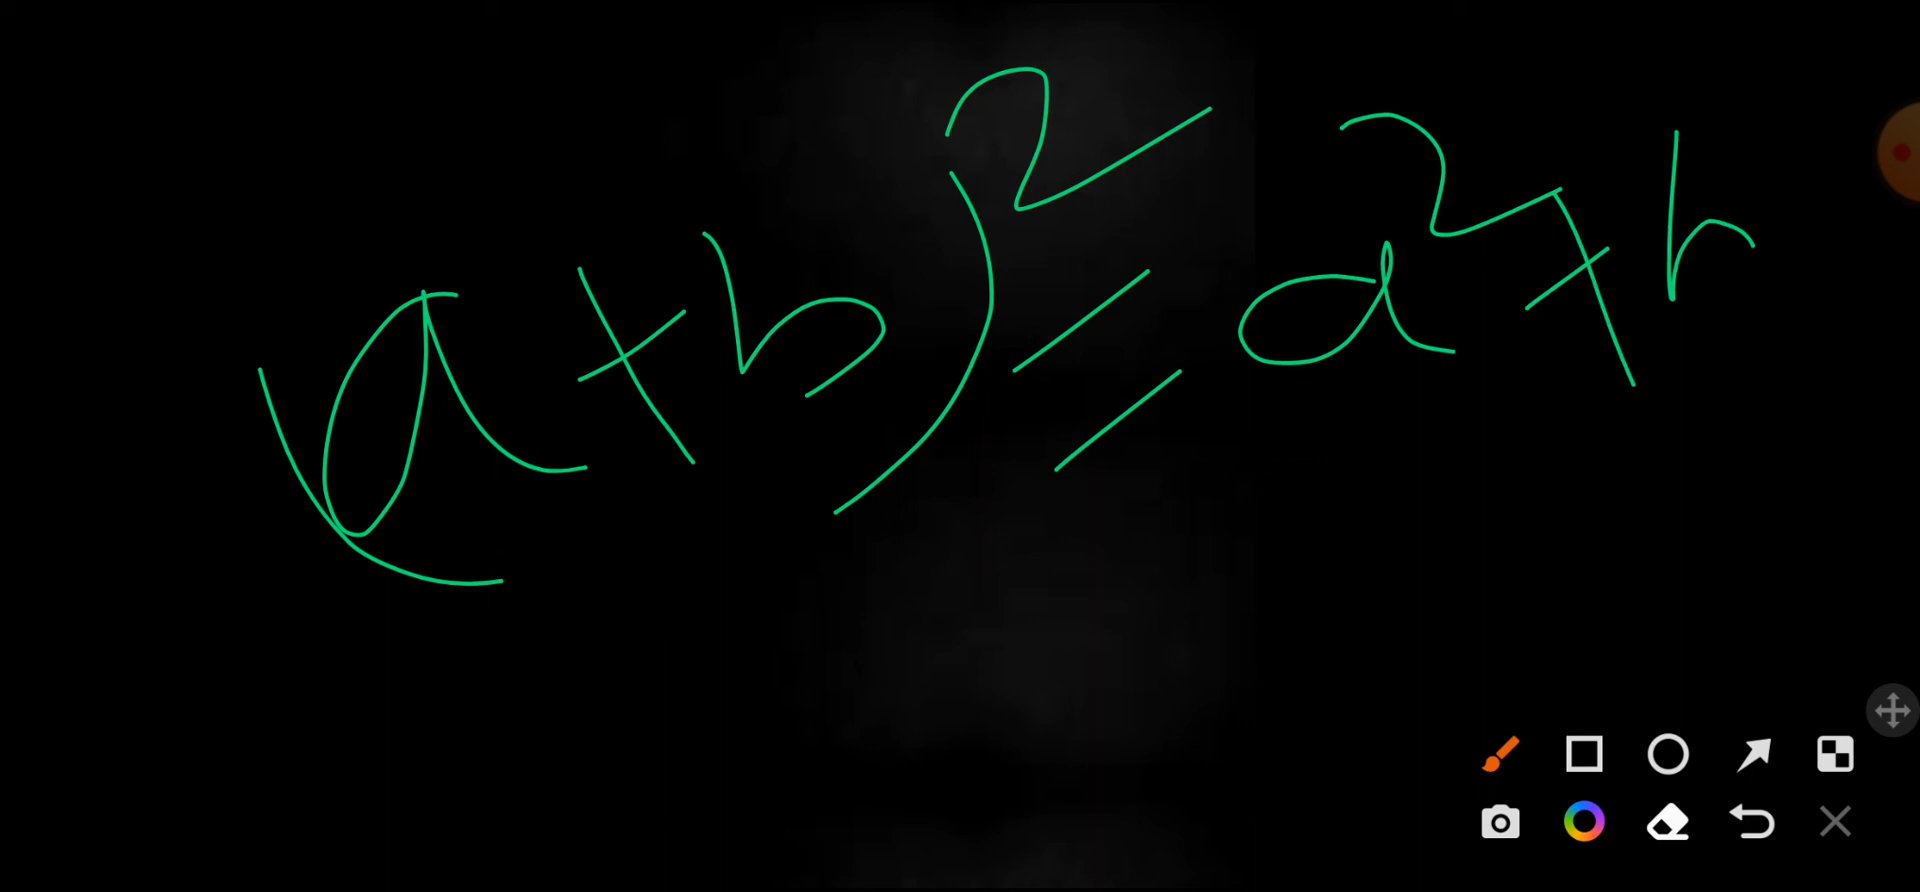 (a+b)² = a² + h